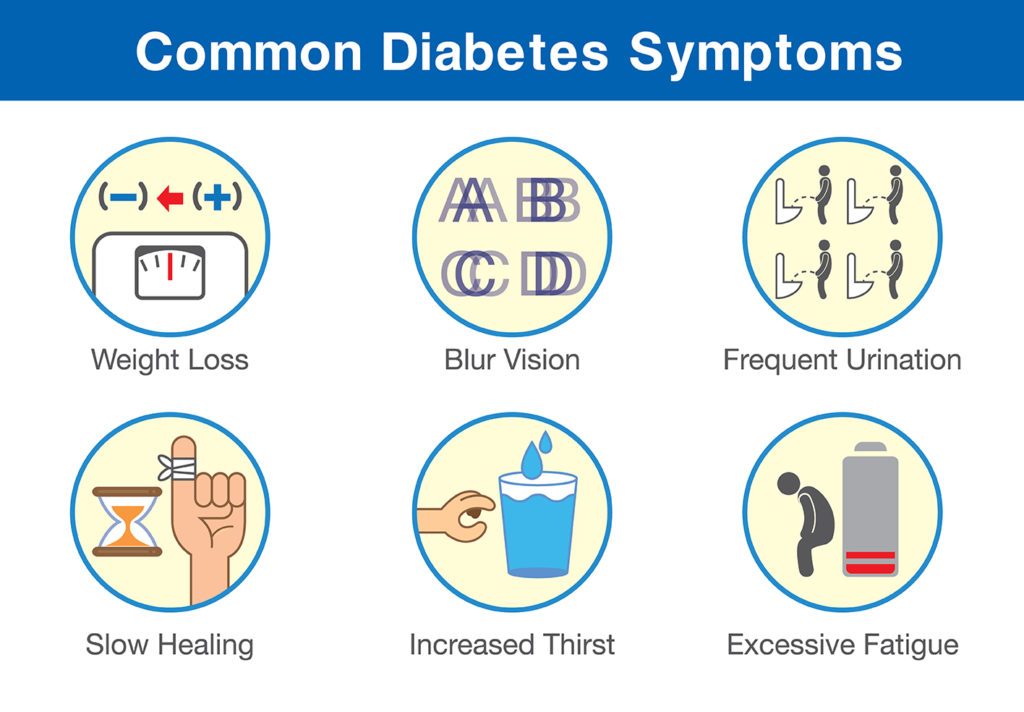 Common Diabetes Symptoms
(−) (+)
A A A B B B
C C C D D D
Weight Loss
Blur Vision
Frequent Urination
Slow Healing
Increased Thirst
Excessive Fatigue